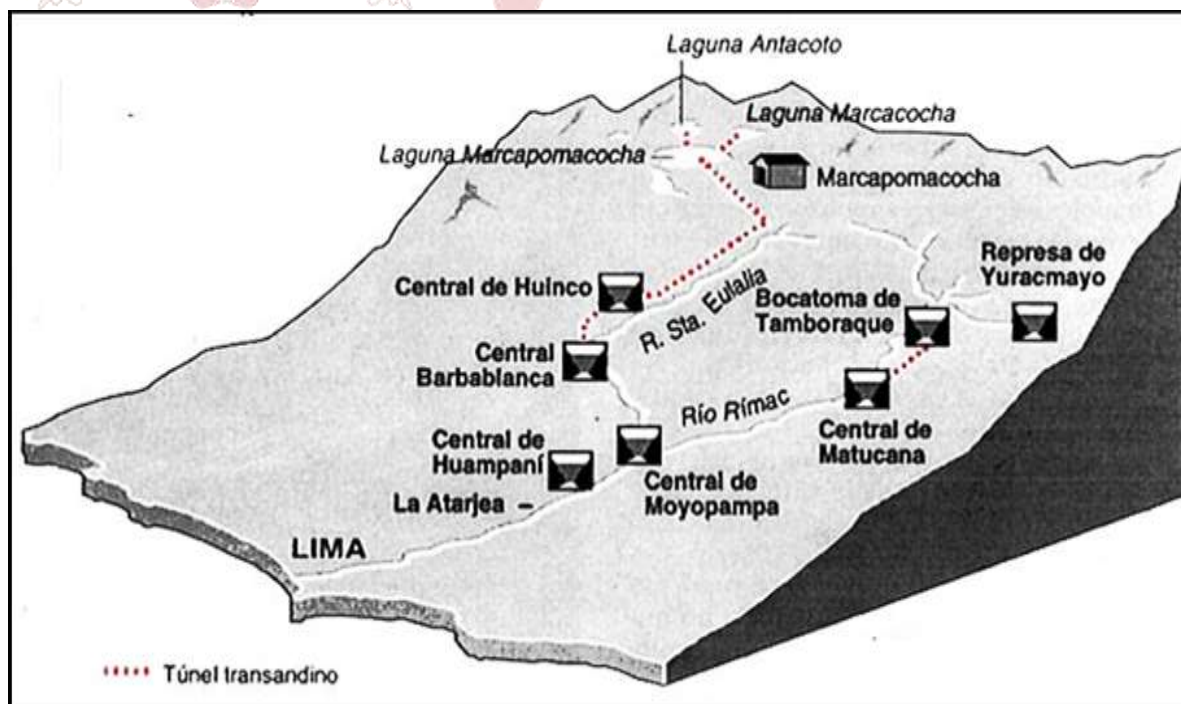 Laguna Antacoto
Laguna Marcacocha
Laguna Marcapomacocha
Marcapomacocha
Represa de
Yuracmayo
Central de Huinco
Bocatoma de
Tamboraque
R. Sta. Eulalia
Central
Barbablanca
Río Rímac
Central de
Huampaní
Central de
Matucana
Central de
Moyopampa
La Atarjea
LIMA
Túnel transandino